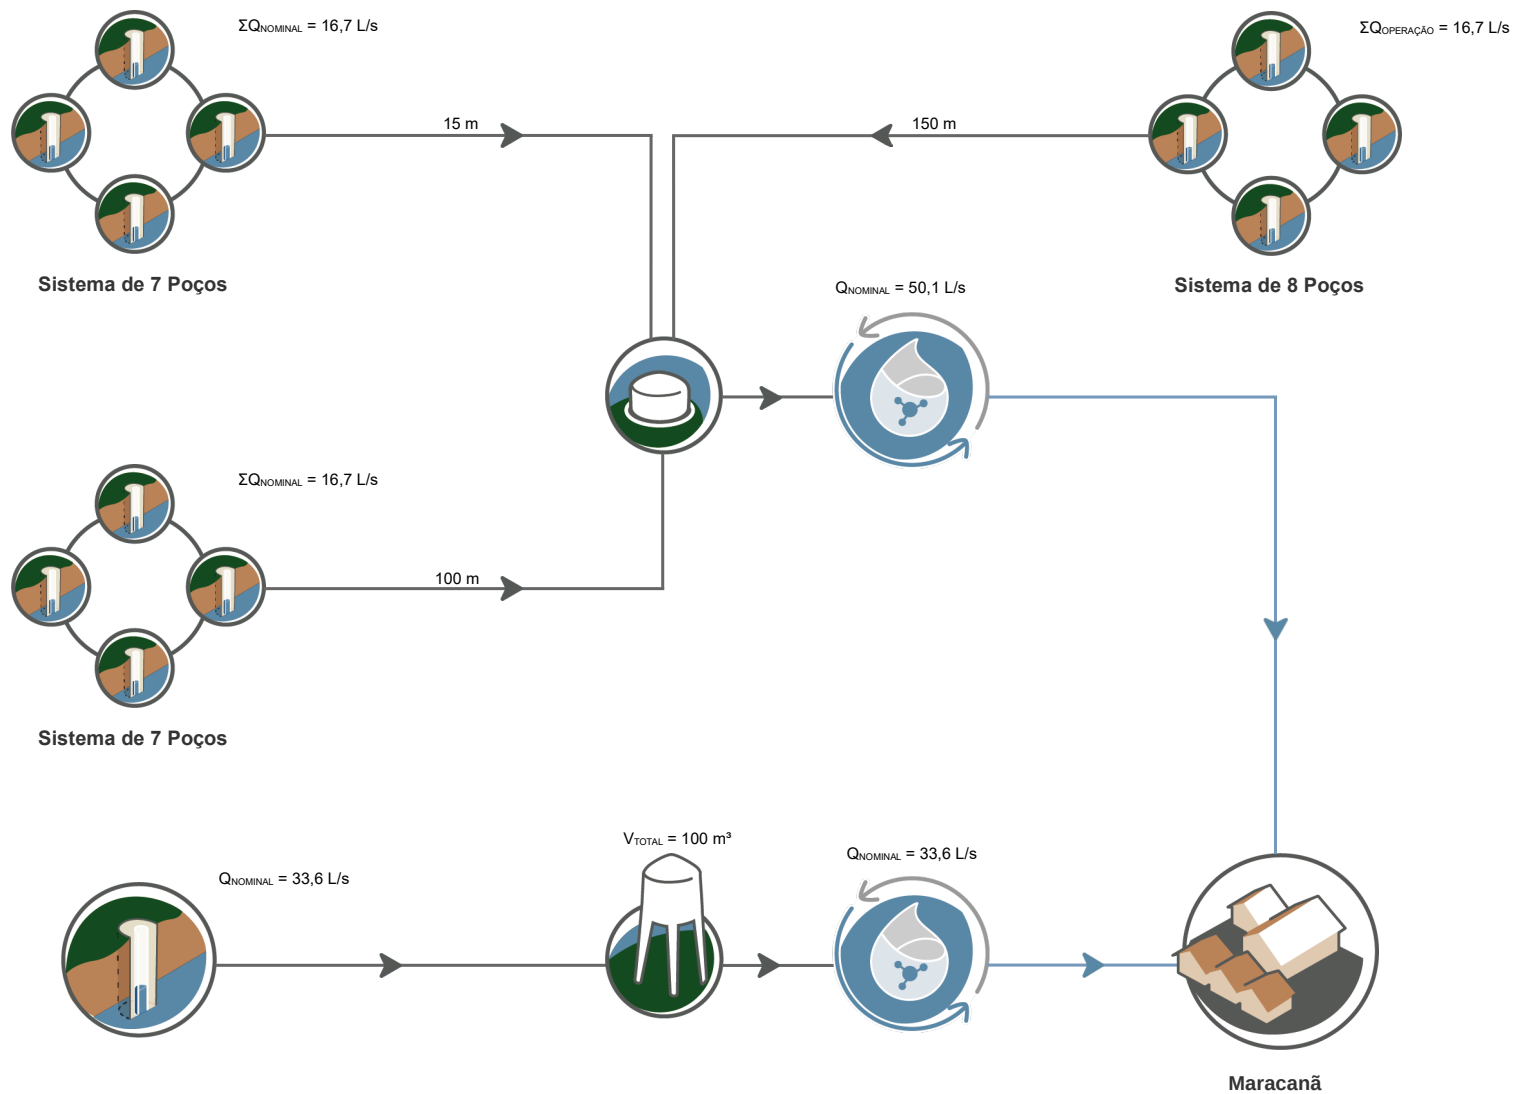 ΣQNOMINAL = 16,7 L/s
ΣQOPERAÇÃO = 16,7 L/s
15 m
150 m
Sistema de 7 Poços
Sistema de 8 Poços
QNOMINAL = 50,1 L/s
ΣQNOMINAL = 16,7 L/s
100 m
Sistema de 7 Poços
VTOTAL = 100 m³
QNOMINAL = 33,6 L/s
QNOMINAL = 33,6 L/s
Maracanã